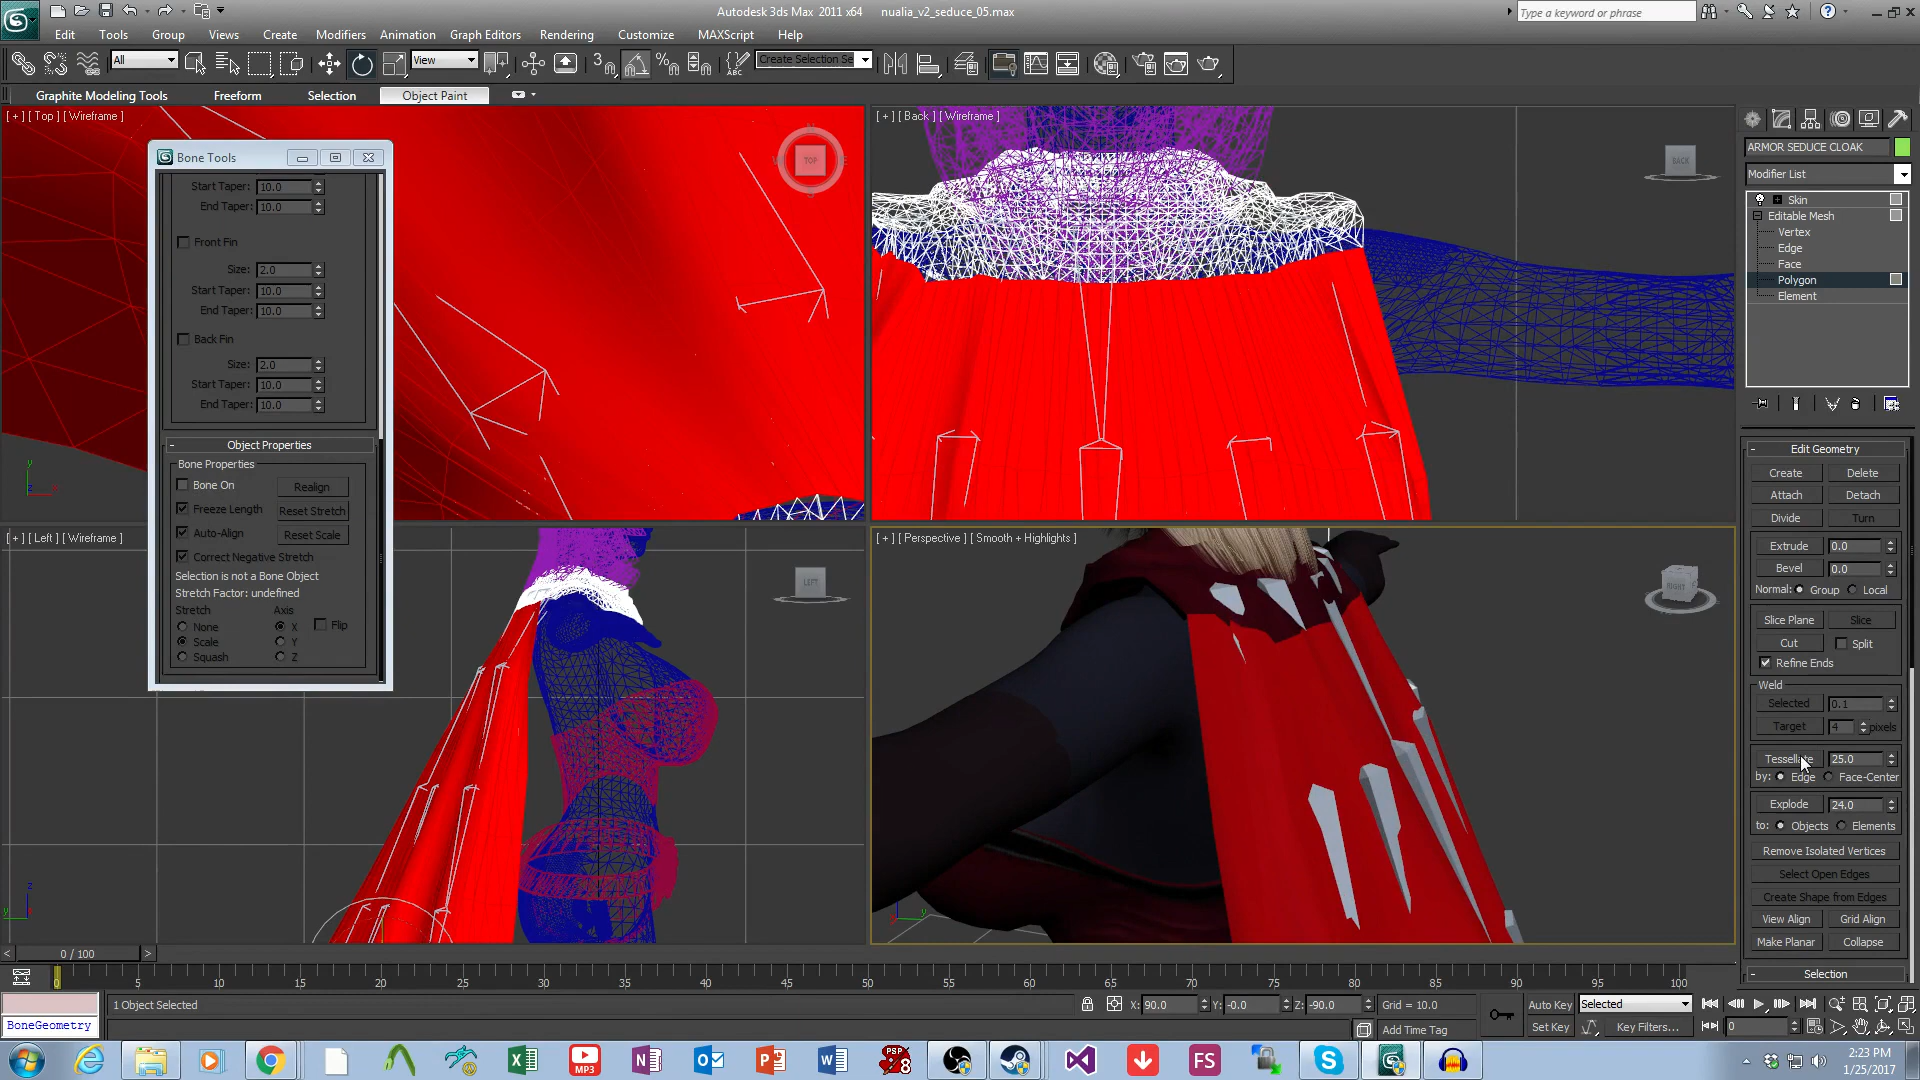 Autodesk 3ds Max 2011 x64 nualia_v2_seduce_05.max
Type a keyword or phrase
Edit Tools Group Views Create Modifiers Animation Graph Editors Rendering Customize MAXScript Help
All View 3 Create Selection Se
Graphite Modeling Tools Freeform Selection Object Paint
[ + ] [ Top ] [ Wireframe ]
TOP
[ + ] [ Back ] [ Wireframe ]
BACK
Bone Tools
Start Taper: 10.0
End Taper: 10.0
Front Fin
Size: 2.0
Start Taper: 10.0
End Taper: 10.0
Back Fin
Size: 2.0
Start Taper: 10.0
End Taper: 10.0
- Object Properties
Bone Properties
Bone On Realign
Freeze Length Reset Stretch
Auto-Align Reset Scale
Correct Negative Stretch
Selection is not a Bone Object
Stretch Factor: undefined
Stretch Axis
None X Flip
Scale Y
Squash Z
[ + ] [ Left ] [ Wireframe ]
LEFT
[ + ] [ Perspective ] [ Smooth + Highlights ]
RIGHT
ARMOR SEDUCE CLOAK
Modifier List
Skin
Editable Mesh
Vertex
Edge
Face
Polygon
Element
- Edit Geometry
Create Delete
Attach Detach
Divide Turn
Extrude 0.0
Bevel 0.0
Normal: Group Local
Slice Plane Slice
Cut Split
Refine Ends
Weld
Selected 0.1
Target 4 pixels
Tessellate 25.0
by: Edge Face-Center
Explode 24.0
to: Objects Elements
Remove Isolated Vertices
Select Open Edges
Create Shape from Edges
View Align Grid Align
Make Planar Collapse
- Selection
< 0 / 100 >
0 5 10 15 20 25 30 35 40 45 50 55 60 65 70 75 80 85 90 95 100
1 Object Selected X: 90.0 Y: -0.0 Z: -90.0 Grid = 10.0 Auto Key Selected
BoneGeometry Add Time Tag Set Key Key Filters... 0
MP3 PSP 8 FS
2:23 PM
1/25/2017